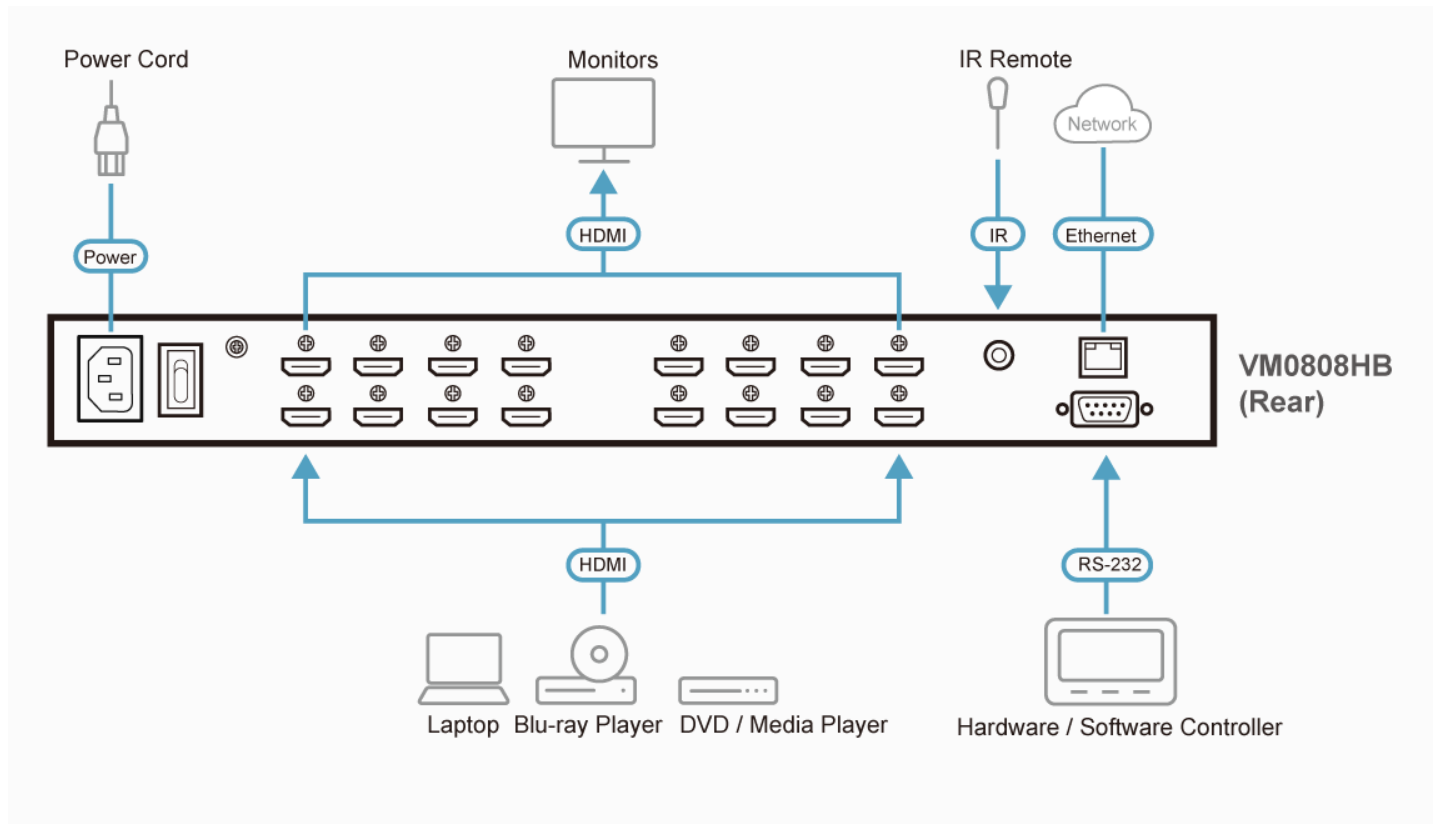 Power Cord
Monitors
IR Remote
Network
HDMI
IR
Ethernet
Power
VM0808HB
(Rear)
HDMI
RS-232
Laptop
Blu-ray Player
DVD / Media Player
Hardware / Software Controller